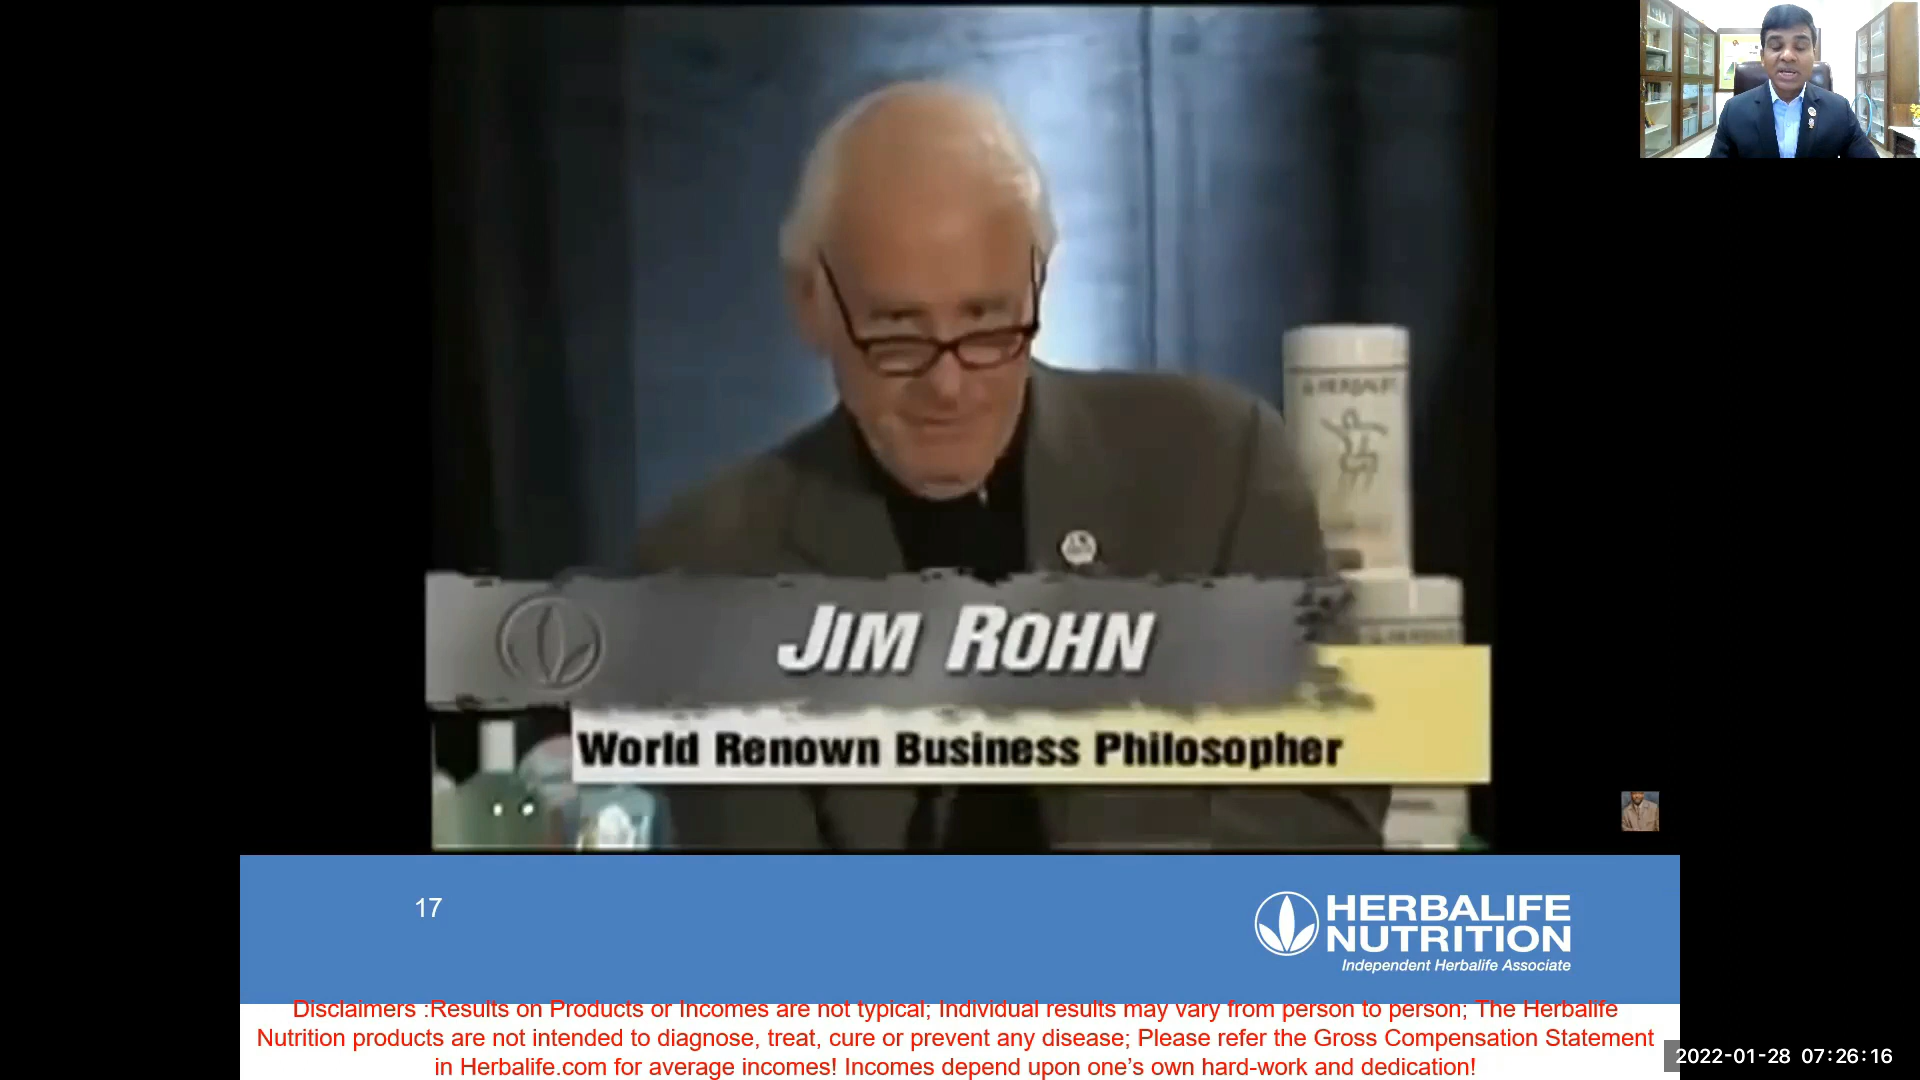 HERBALIFE
JIM ROHN
World Renown Business Philosopher
17
HERBALIFE
NUTRITION
Independent Herbalife Associate
Disclaimers :Results on Products or Incomes are not typical; Individual results may vary from person to person; The Herbalife
Nutrition products are not intended to diagnose, treat, cure or prevent any disease; Please refer the Gross Compensation Statement
in Herbalife.com for average incomes! Incomes depend upon one’s own hard-work and dedication!
2022-01-28 07:26:16